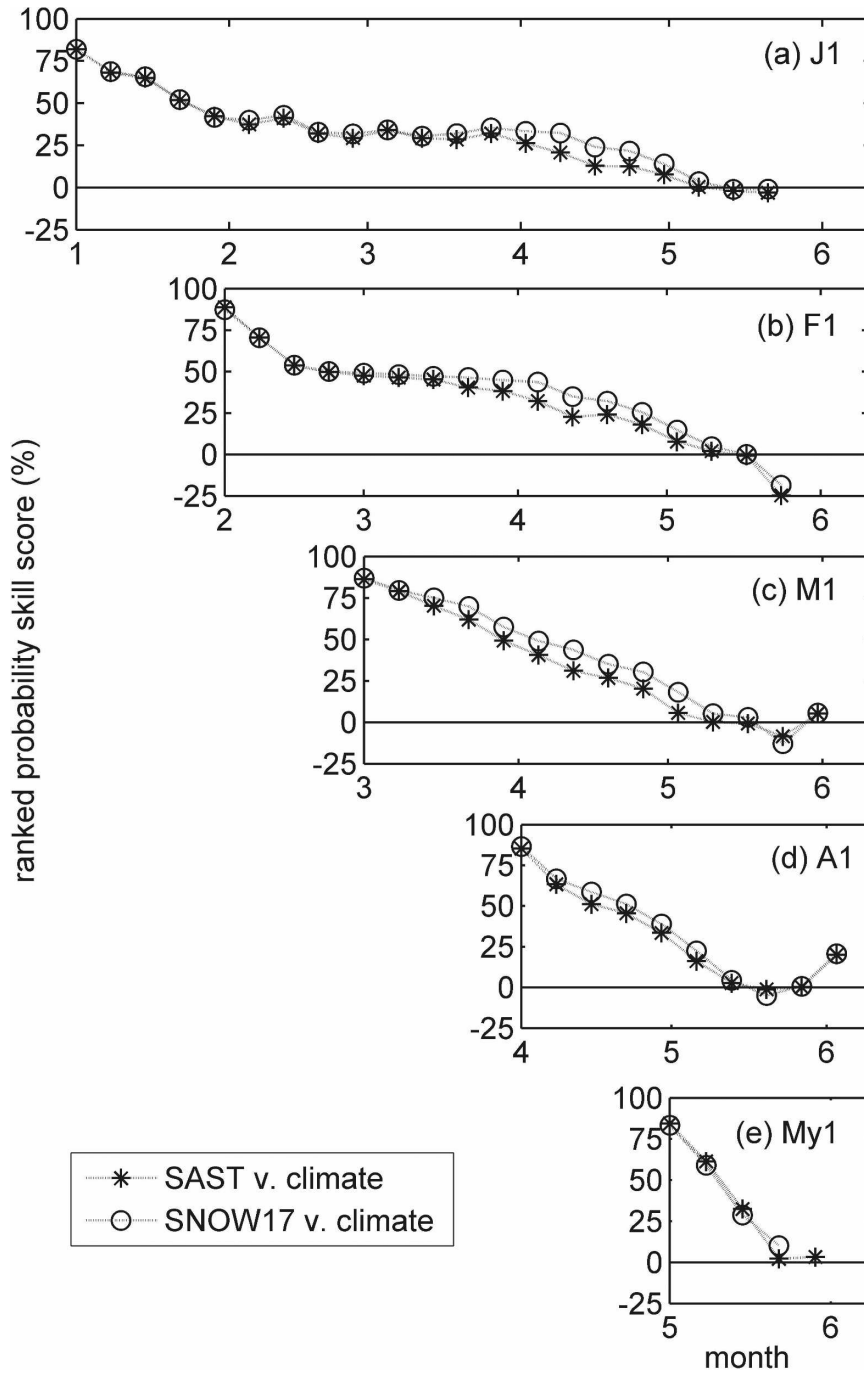 ranked probability skill score (%)
100
75
50
25
0
-25
(a) J1
1 2 3 4 5 6
100
75
50
25
0
-25
(b) F1
2 3 4 5 6
100
75
50
25
0
-25
(c) M1
3 4 5 6
100
75
50
25
0
-25
(d) A1
4 5 6
100
75
50
25
0
-25
(e) My1
5 6
month
SAST v. climate
SNOW17 v. climate